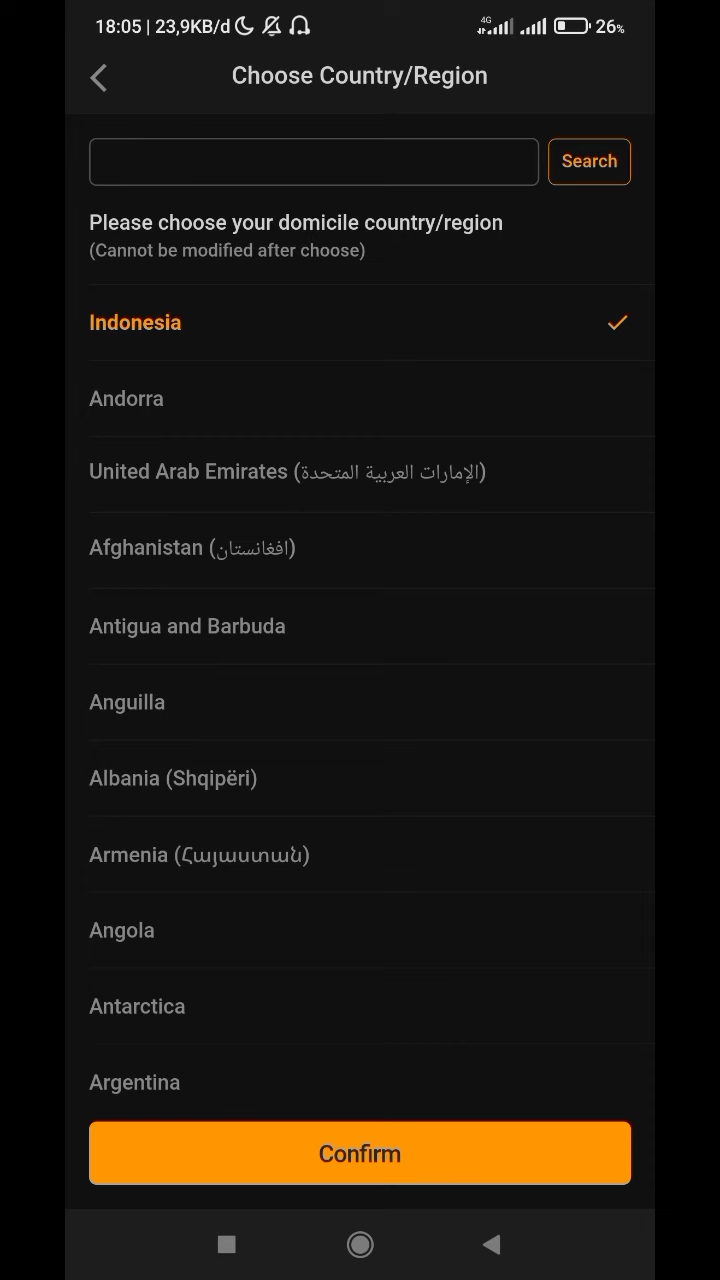 18:05 | 23,9KB/d 4G 26%
Choose Country/Region
Search
Please choose your domicile country/region
(Cannot be modified after choose)
Indonesia
Andorra
United Arab Emirates (الإمارات العربية المتحدة)
Afghanistan (افغانستان)
Antigua and Barbuda
Anguilla
Albania (Shqipëri)
Armenia (Հայաստան)
Angola
Antarctica
Argentina
Confirm